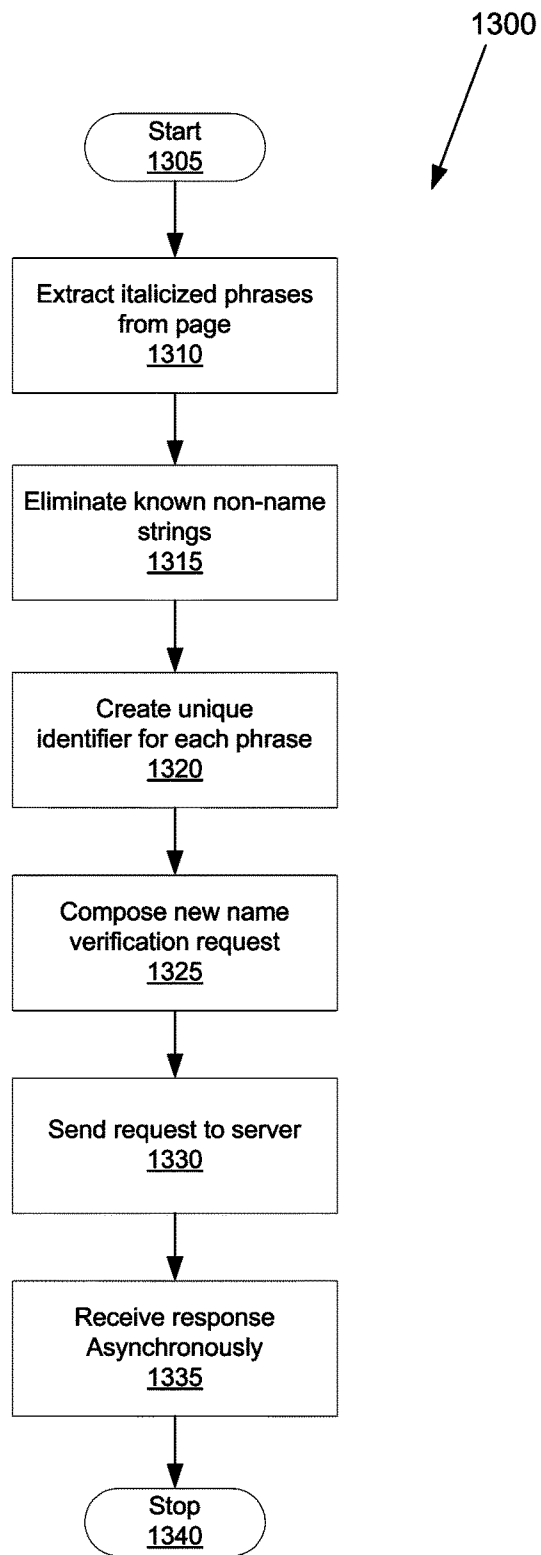 1300
Start
1305
Extract italicized phrases
from page
1310
Eliminate known non-name
strings
1315
Create unique
identifier for each phrase
1320
Compose new name
verification request
1325
Send request to server
1330
Receive response
Asynchronously
1335
Stop
1340